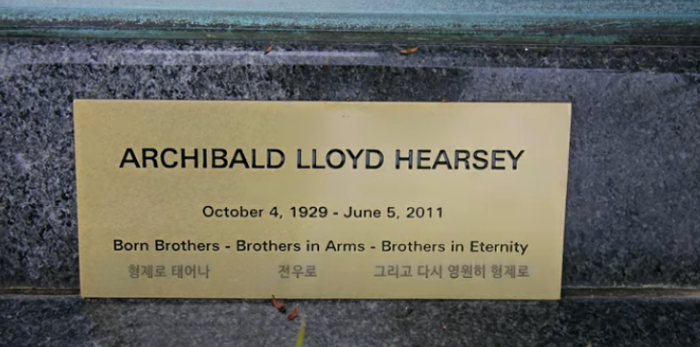 ARCHIBALD LLOYD HEARSEY
October 4, 1929 - June 5, 2011
Born Brothers - Brothers in Arms - Brothers in Eternity
형제로 태어나 전우로 그리고 다시 영원히 형제로